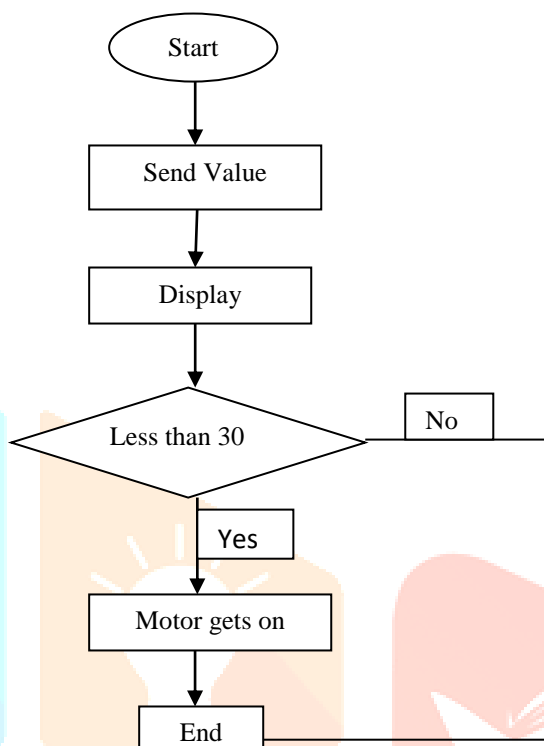 Start
Send Value
Display
Less than 30
No
Yes
Motor gets on
End